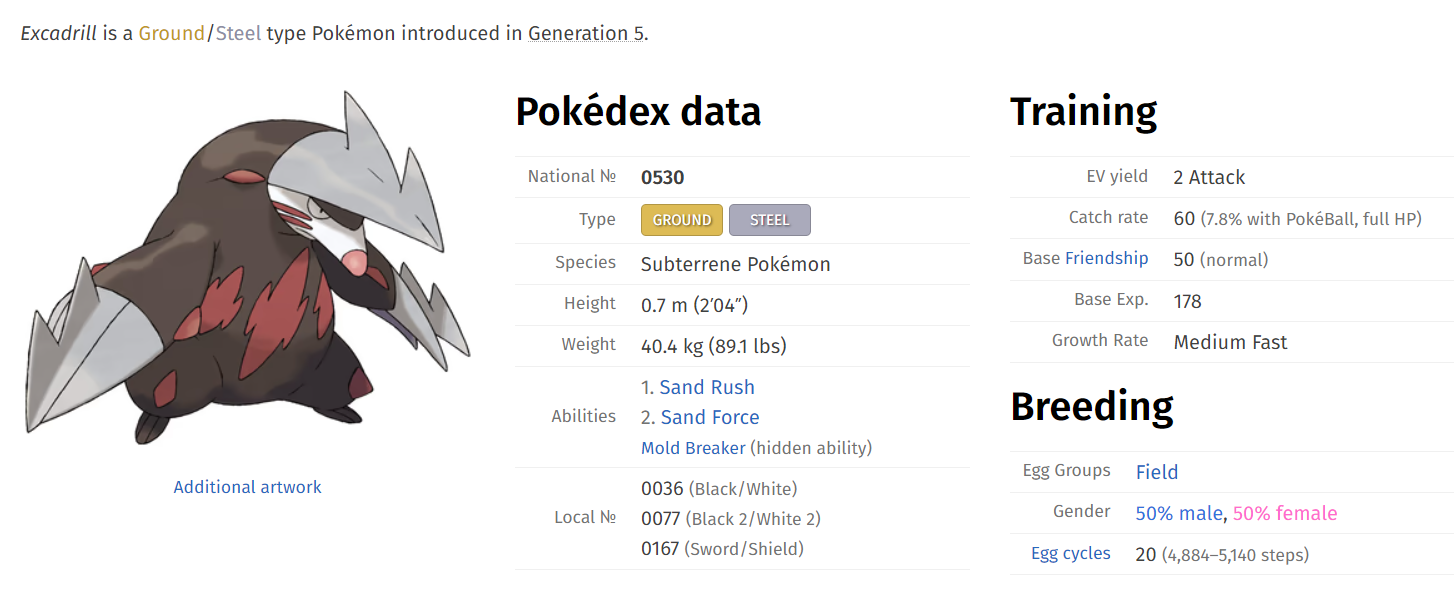 Excadrill is a Ground/Steel type Pokémon introduced in Generation 5.
Additional artwork
Pokédex data
National № 0530
Type GROUND STEEL
Species Subterrene Pokémon
Height 0.7 m (2′04″)
Weight 40.4 kg (89.1 lbs)
Abilities 1. Sand Rush
2. Sand Force
Mold Breaker (hidden ability)
Local № 0036 (Black/White)
0077 (Black 2/White 2)
0167 (Sword/Shield)
Training
EV yield 2 Attack
Catch rate 60 (7.8% with PokéBall, full HP)
Base Friendship 50 (normal)
Base Exp. 178
Growth Rate Medium Fast
Breeding
Egg Groups Field
Gender 50% male, 50% female
Egg cycles 20 (4,884–5,140 steps)